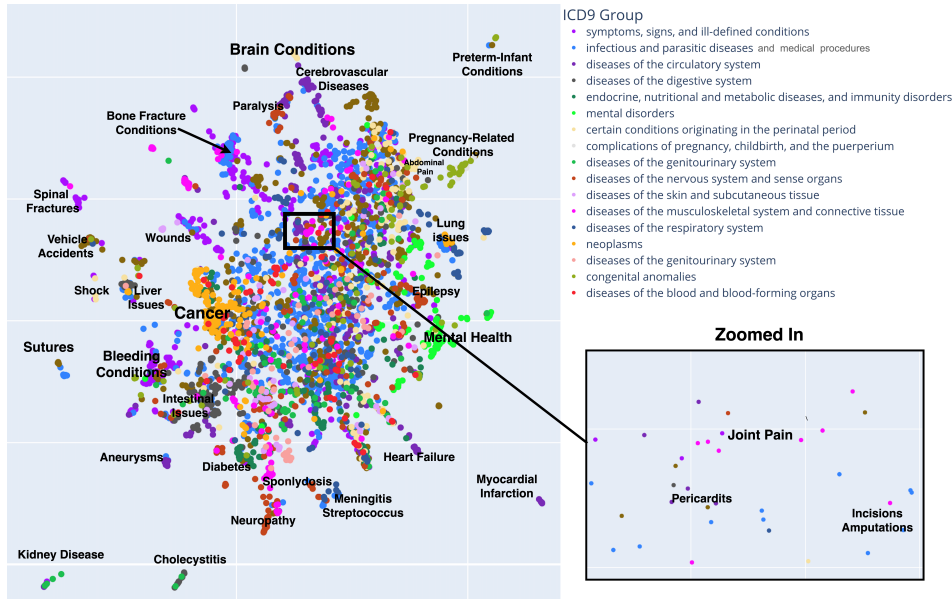 ICD9 Group
symptoms, signs, and ill-defined conditions
infectious and parasitic diseases and medical procedures
diseases of the circulatory system
diseases of the digestive system
endocrine, nutritional and metabolic diseases, and immunity disorders
mental disorders
certain conditions originating in the perinatal period
complications of pregnancy, childbirth, and the puerperium
diseases of the genitourinary system
diseases of the nervous system and sense organs
diseases of the skin and subcutaneous tissue
diseases of the musculoskeletal system and connective tissue
diseases of the respiratory system
neoplasms
diseases of the genitourinary system
congenital anomalies
diseases of the blood and blood-forming organs
Brain Conditions
Preterm-Infant
Conditions
Cerebrovascular
Diseases
Paralysis
Bone Fracture
Conditions
Pregnancy-Related
Conditions
Abdominal
Pain
Spinal
Fractures
Wounds
Lung
issues
Vehicle
Accidents
Shock
Liver
Issues
Epilepsy
Cancer
Mental Health
Sutures
Bleeding
Conditions
Intestinal
Issues
Aneurysms
Diabetes
Heart Failure
Sponlydosis
Myocardial
Infarction
Meningitis
Streptococcus
Neuropathy
Kidney Disease
Cholecystitis
Zoomed In
Joint Pain
Pericardits
Incisions
Amputations